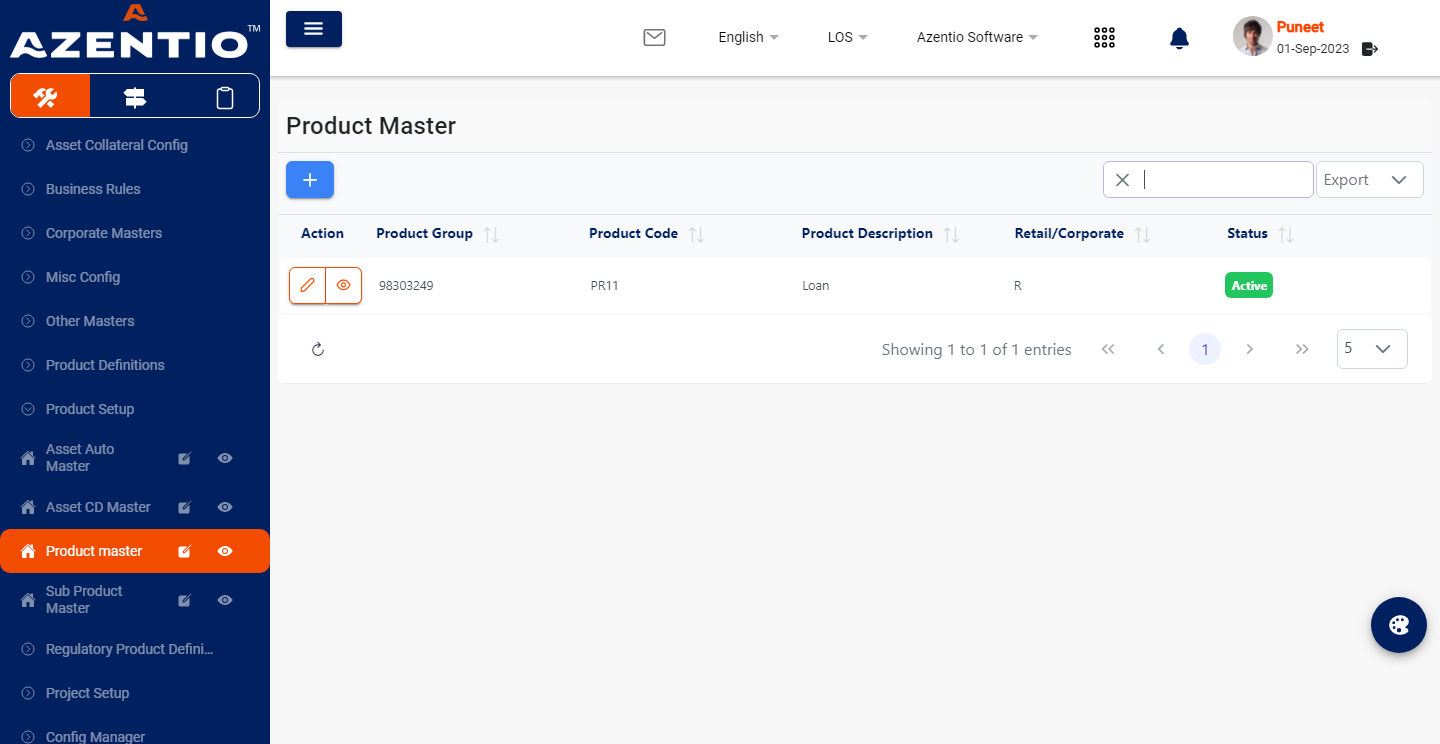 AZENTIO™
English
LOS
Azentio Software
Puneet
01-Sep-2023
Asset Collateral Config
Business Rules
Corporate Masters
Misc Config
Other Masters
Product Definitions
Product Setup
Asset Auto
Master
Asset CD Master
Product master
Sub Product
Master
Regulatory Product Defini...
Project Setup
Config Manager
Product Master
Export
Action Product Group Product Code Product Description Retail/Corporate Status
98303249 PR11 Loan R Active
Showing 1 to 1 of 1 entries 1 5